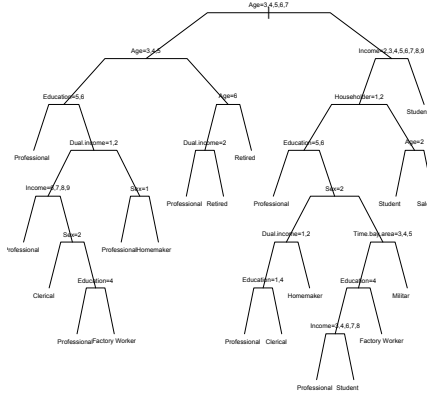 Age=3,4,5,6,7
Age=3,4,5
Income=2,3,4,5,6,7,8,9
Education=5,6
Age=6
Householder=1,2
Student
Professional
Dual.income=1,2
Dual.income=2
Retired
Education=5,6
Age=2
Income=6,7,8,9
Sex=1
Professional
Retired
Professional
Sex=2
Student
Sale
Professional
Sex=2
Professional
Homemaker
Dual.income=1,2
Time.bay.area=3,4,5
Clerical
Education=4
Education=1,4
Homemaker
Education=4
Militar
Professional
Factory Worker
Professional
Clerical
Income=3,4,6,7,8
Factory Worker
Professional
Student